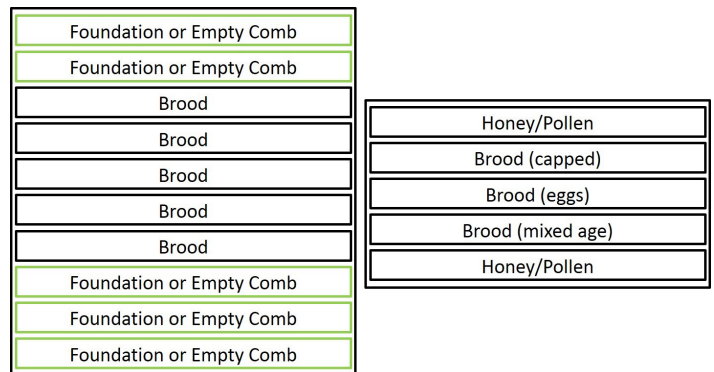 Foundation or Empty Comb
Foundation or Empty Comb
Brood
Brood
Brood
Brood
Brood
Foundation or Empty Comb
Foundation or Empty Comb
Foundation or Empty Comb
Honey/Pollen
Brood (capped)
Brood (eggs)
Brood (mixed age)
Honey/Pollen